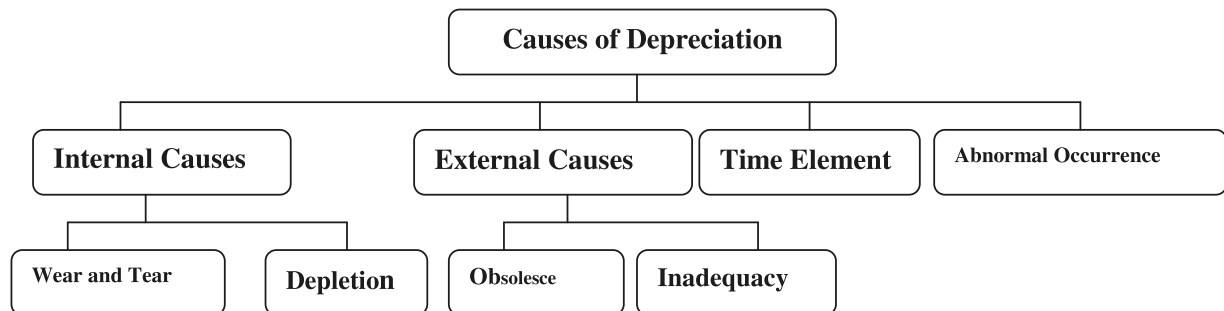 Causes of Depreciation
Internal Causes
External Causes
Time Element
Abnormal Occurrence
Wear and Tear
Depletion
Obsolesce
Inadequacy